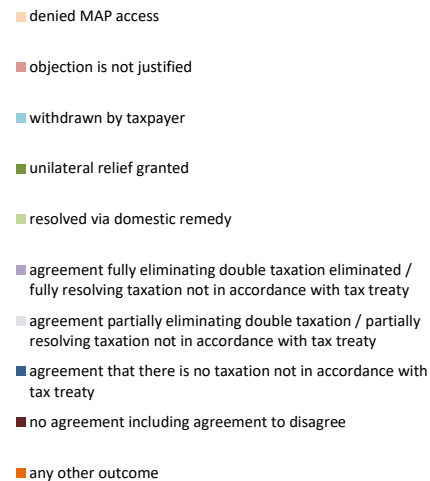 denied MAP access
objection is not justified
withdrawn by taxpayer
unilateral relief granted
resolved via domestic remedy
agreement fully eliminating double taxation eliminated /
fully resolving taxation not in accordance with tax treaty
agreement partially eliminating double taxation / partially
resolving taxation not in accordance with tax treaty
agreement that there is no taxation not in accordance with
tax treaty
no agreement including agreement to disagree
any other outcome